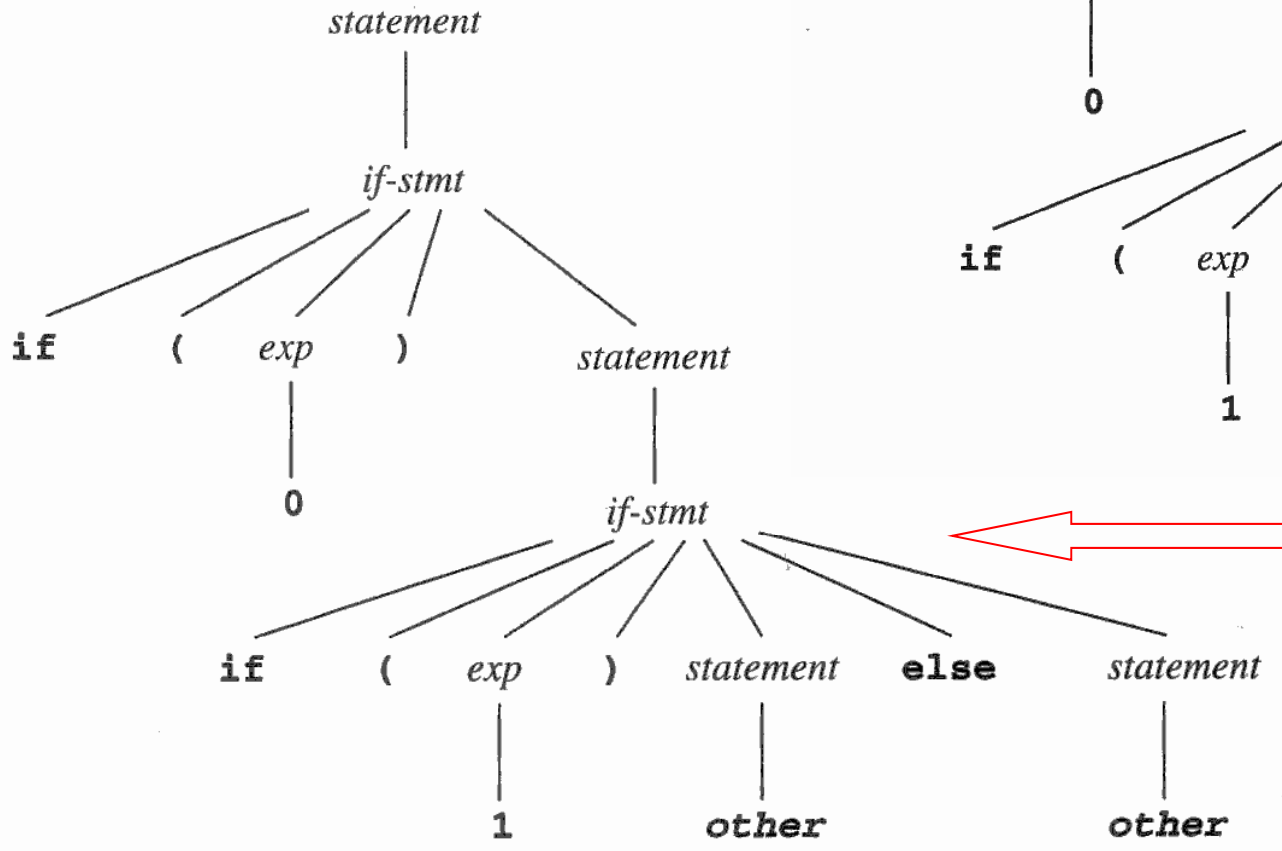 statement
0
if-stmt
if ( exp
if ( exp ) statement
1
0
if-stmt
if ( exp ) statement else statement
1 other other